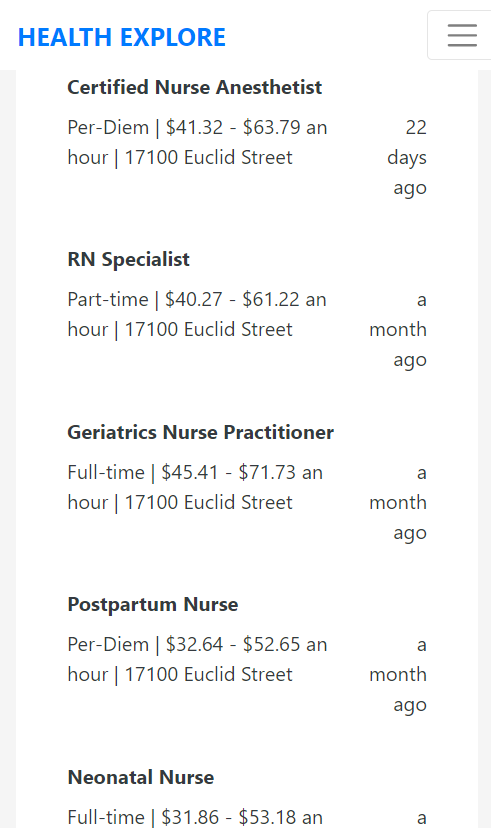 HEALTH EXPLORE
Certified Nurse Anesthetist
Per-Diem | $41.32 - $63.79 an
hour | 17100 Euclid Street
22
days
ago
RN Specialist
Part-time | $40.27 - $61.22 an
hour | 17100 Euclid Street
a
month
ago
Geriatrics Nurse Practitioner
Full-time | $45.41 - $71.73 an
hour | 17100 Euclid Street
a
month
ago
Postpartum Nurse
Per-Diem | $32.64 - $52.65 an
hour | 17100 Euclid Street
a
month
ago
Neonatal Nurse
Full-time | $31.86 - $53.18 an
a